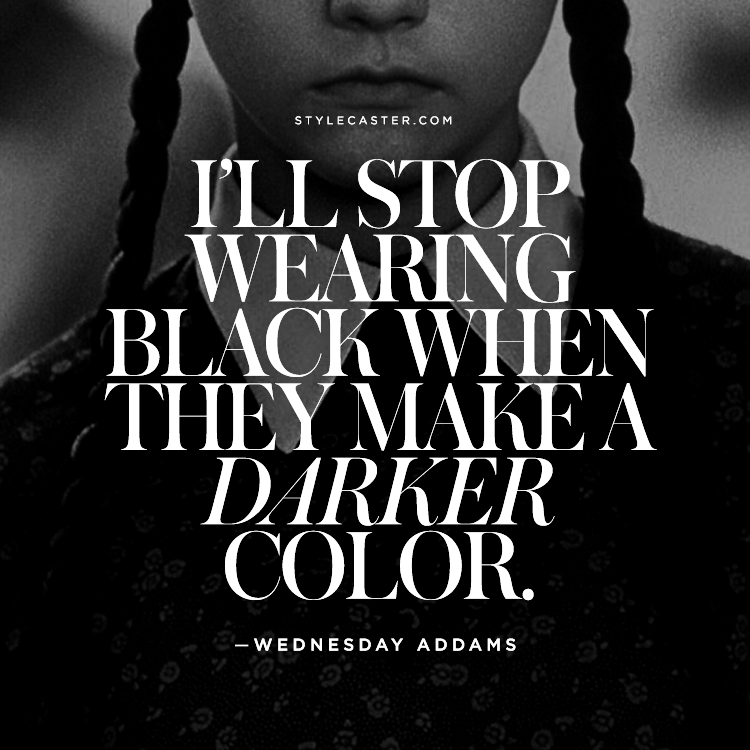 STYLECASTER.COM
I’LL STOP
WEARING
BLACK WHEN
THEY MAKE A
DARKER
COLOR.
—WEDNESDAY ADDAMS